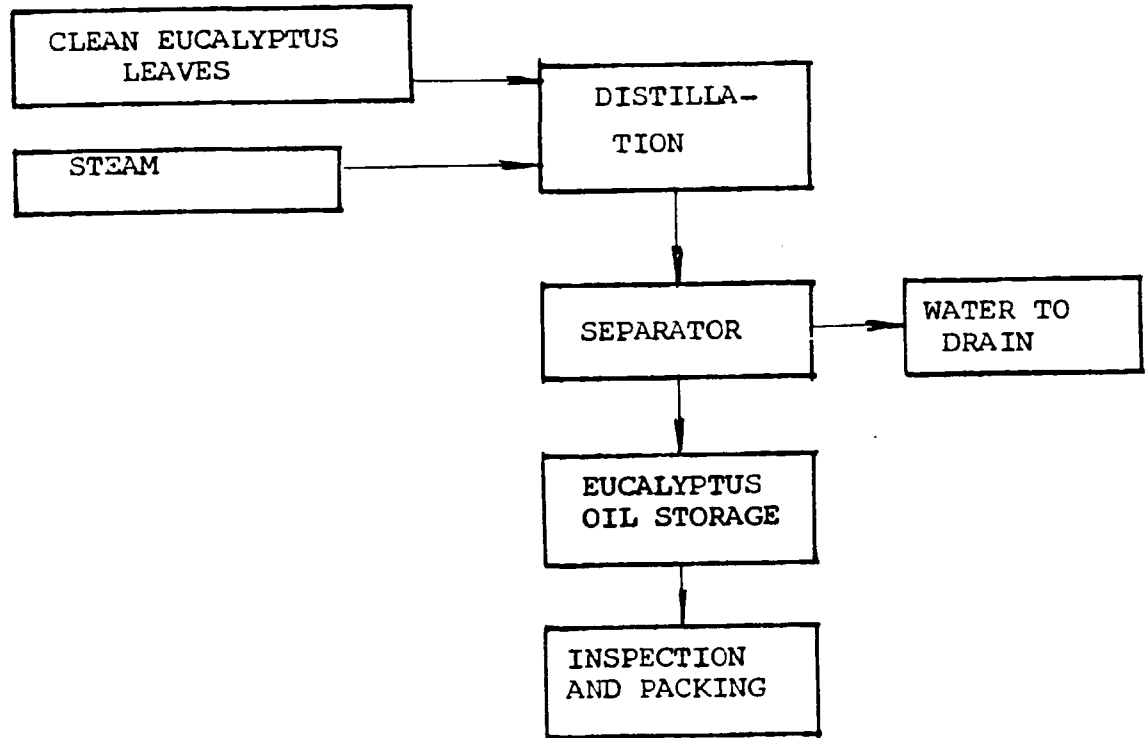 CLEAN EUCALYPTUS
LEAVES
DISTILLA-
TION
STEAM
SEPARATOR
WATER TO
DRAIN
EUCALYPTUS
OIL STORAGE
INSPECTION
AND PACKING